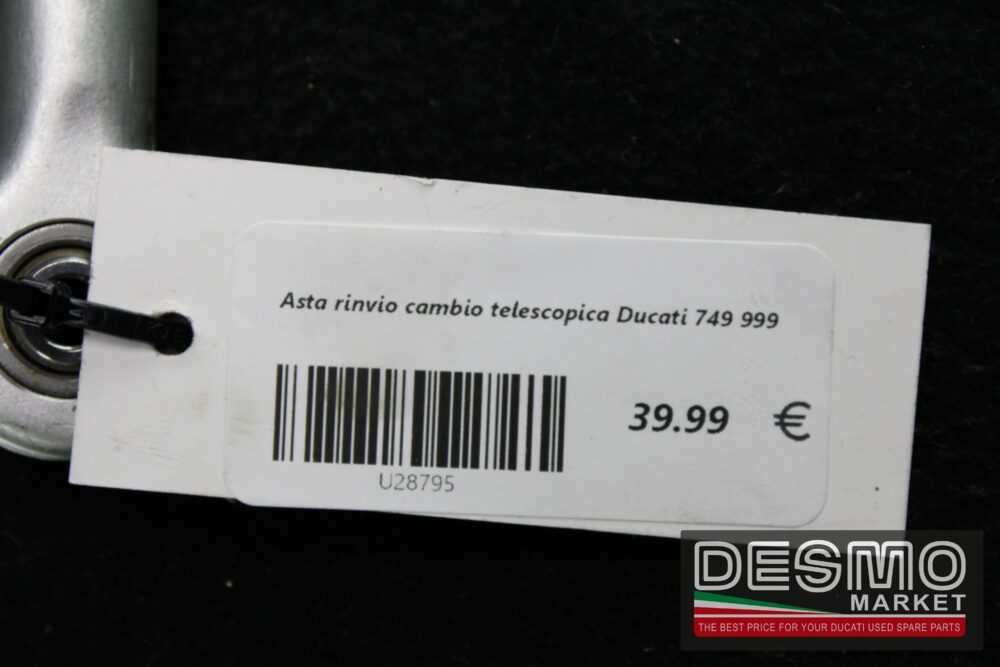 Asta rinvio cambio telescopica Ducati 749 999
39.99 €
U28795
DESMO
MARKET
THE BEST PRICE FOR YOUR DUCATI USED SPARE PARTS